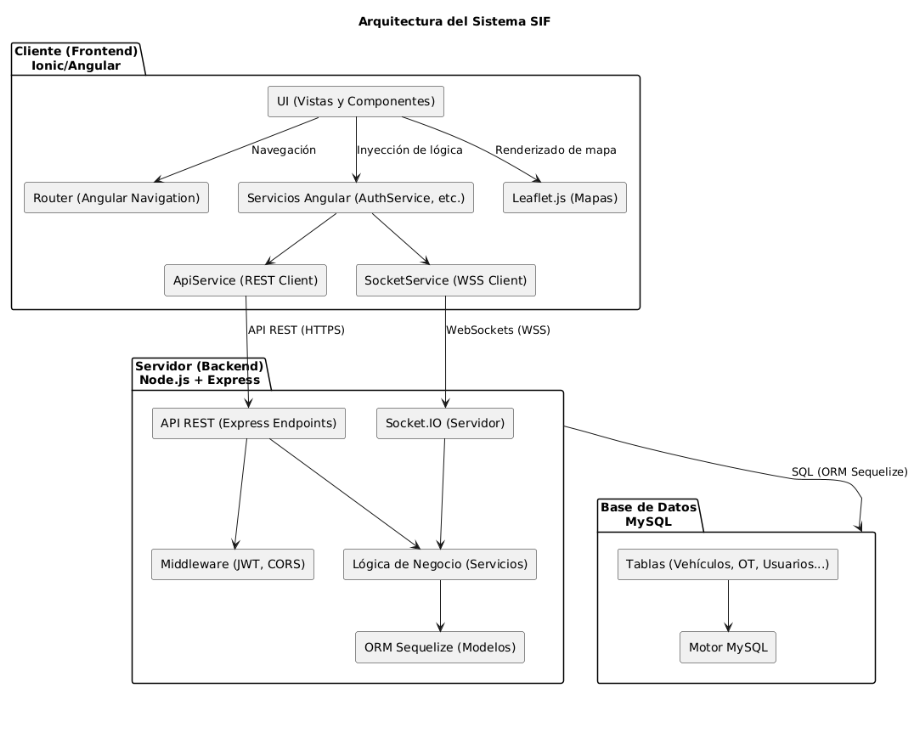 Arquitectura del Sistema SIF
Cliente (Frontend)
Ionic/Angular
UI (Vistas y Componentes)
Navegación
Inyección de lógica
Renderizado de mapa
Router (Angular Navigation)
Servicios Angular (AuthService, etc.)
Leaflet.js (Mapas)
ApiService (REST Client)
SocketService (WSS Client)
API REST (HTTPS)
WebSockets (WSS)
Servidor (Backend)
Node.js + Express
API REST (Express Endpoints)
Socket.IO (Servidor)
SQL (ORM Sequelize)
Base de Datos
MySQL
Middleware (JWT, CORS)
Lógica de Negocio (Servicios)
Tablas (Vehículos, OT, Usuarios...)
ORM Sequelize (Modelos)
Motor MySQL